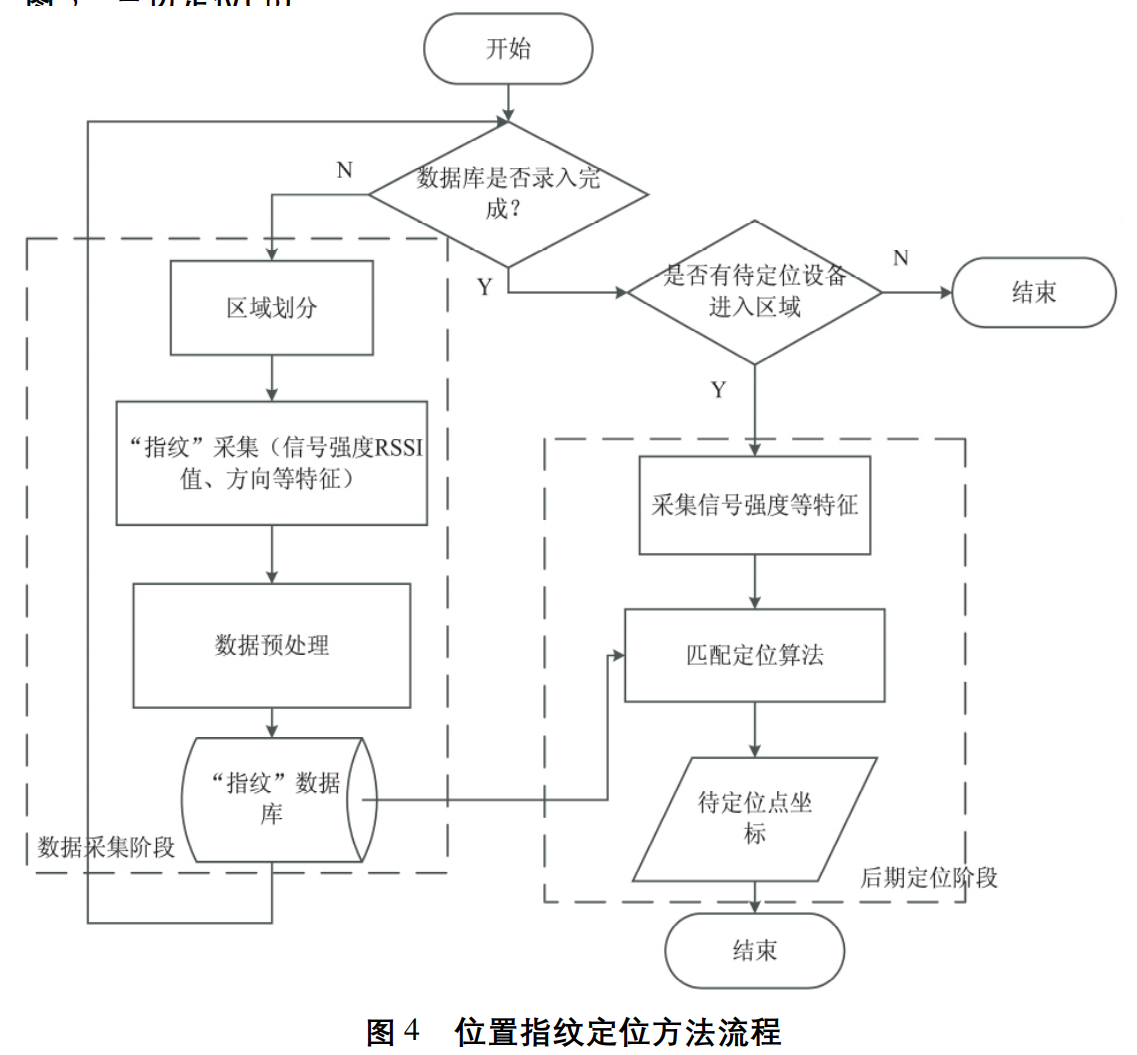 开始
数据库是否录入完
成？
N
Y
是否有待定位设备
进入区域
N
结束
Y
区域划分
“指纹”采集（信号强度RSSI
值、方向等特征）
数据预处理
“指纹”数据
库
数据采集阶段
采集信号强度等特征
匹配定位算法
待定位点坐
标
后期定位阶段
结束
图4 位置指纹定位方法流程